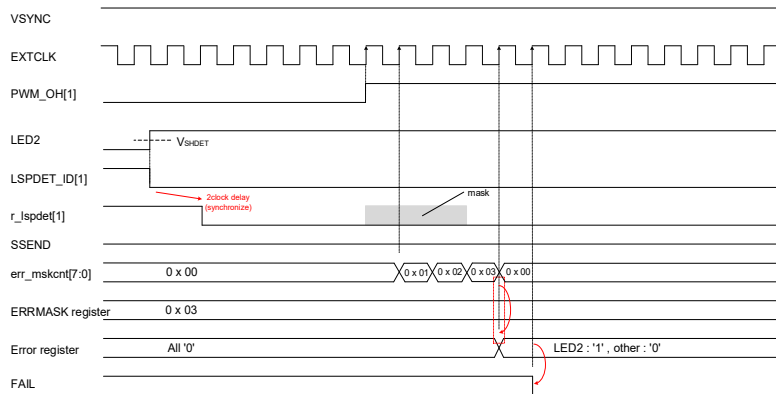 VSYNC
EXTCLK
PWM_OH[1]
LED2
VSHDET
LSPDET_ID[1]
2clock delay
(synchronize)
mask
r_lspdet[1]
SSEND
err_mskcnt[7:0]
0 x 00
0 x 01
0 x 02
0 x 03
0 x 00
ERRMASK register
0 x 03
Error register
All '0'
LED2 : '1' , other : '0'
FAIL